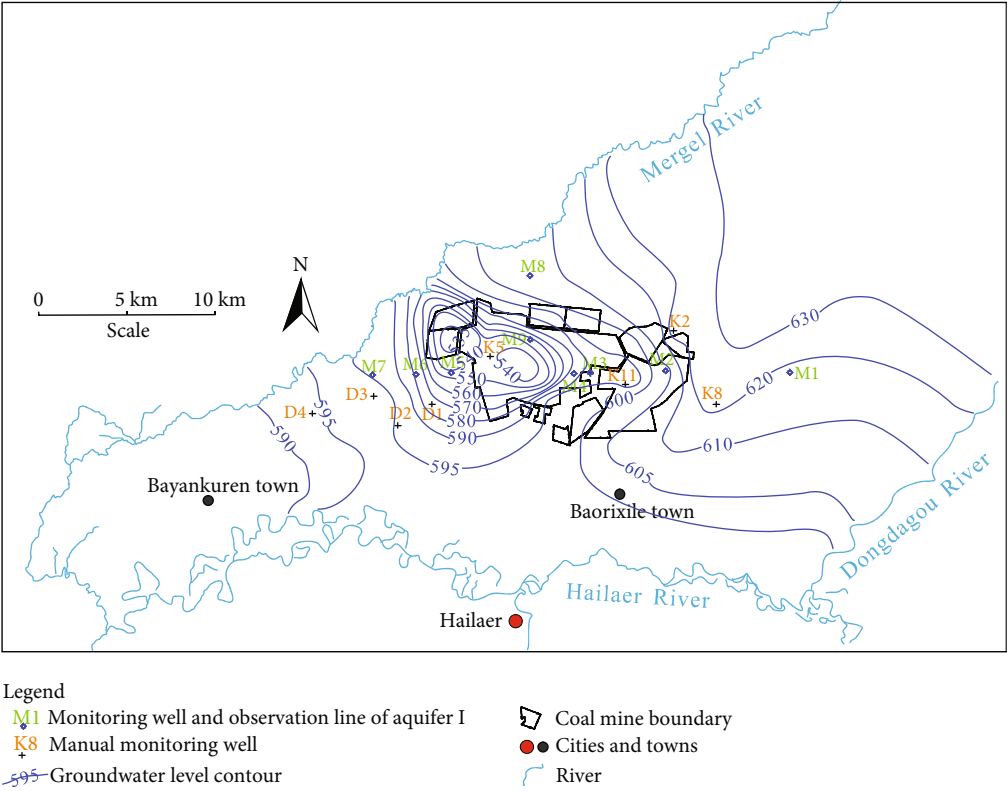 Mergel River
N
0 5 km 10 km
Scale
M8
K2
630
M9
K5
M7 M6 M5
M3
M2
M1
540
540
550
K11
M4
620
D3
560
600
K8
D4
595
D2 D1
570
580
590
590
610
595
605
Bayankuren town
Baorixile town
Dongdagou River
Hailaer River
Hailaer
Legend
M1 Monitoring well and observation line of aquifer I
K8 Manual monitoring well
595 Groundwater level contour
Coal mine boundary
Cities and towns
River